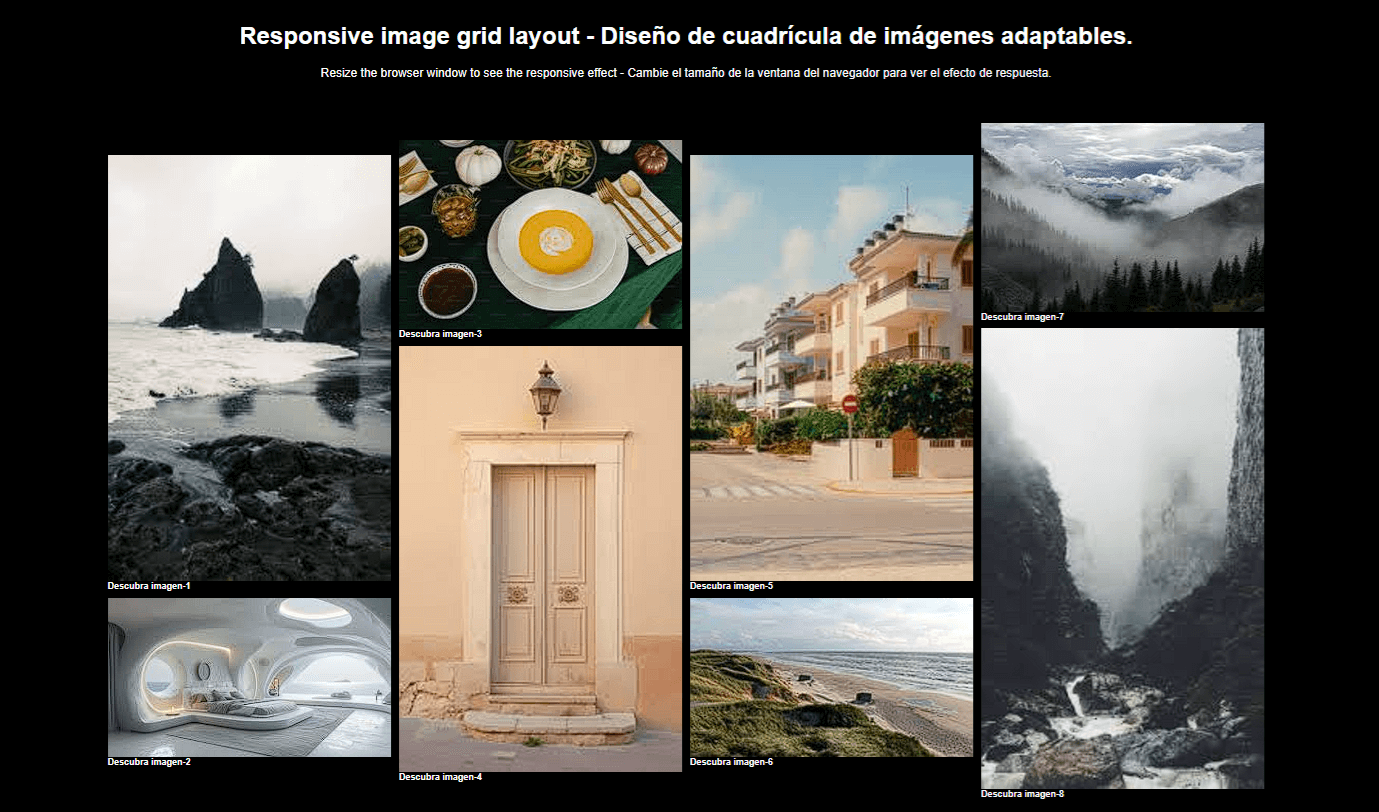 Responsive image grid layout - Diseño de cuadrícula de imágenes adaptables.
Resize the browser window to see the responsive effect - Cambie el tamaño de la ventana del navegador para ver el efecto de respuesta.
Descubra imagen-1
Descubra imagen-2
Descubra imagen-3
Descubra imagen-4
Descubra imagen-5
Descubra imagen-6
Descubra imagen-7
Descubra imagen-8